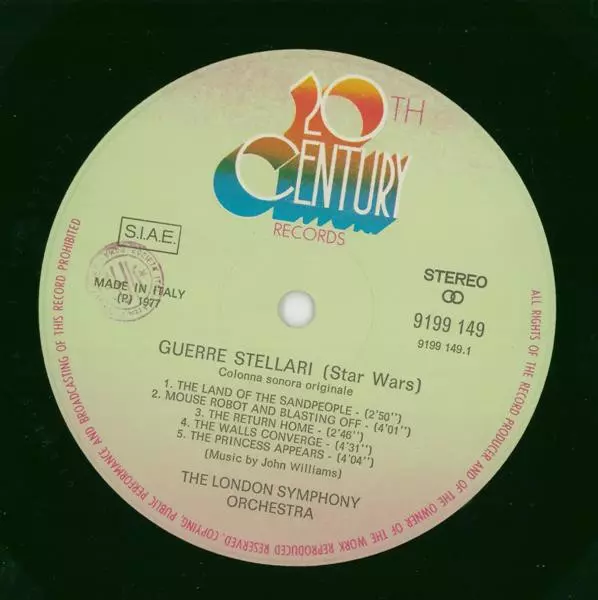 20TH
CENTURY
RECORDS
S.I.A.E.
MADE IN ITALY
(P) 1977
STEREO
9199 149
9199 149.1
GUERRE STELLARI (Star Wars)
Colonna sonora originale
1. THE LAND OF THE SANDPEOPLE - (2'50'')
2. MOUSE ROBOT AND BLASTING OFF - (4'01'')
3. THE RETURN HOME - (2'46'')
4. THE WALLS CONVERGE - (4'31'')
5. THE PRINCESS APPEARS - (4'04'')
(Music by John Williams)
THE LONDON SYMPHONY
ORCHESTRA
ALL RIGHTS OF THE RECORD PRODUCER AND OF THE OWNER OF THE WORK REPRODUCED RESERVED. COPYING, PUBLIC PERFORMANCE AND BROADCASTING OF THIS RECORD PROHIBITED